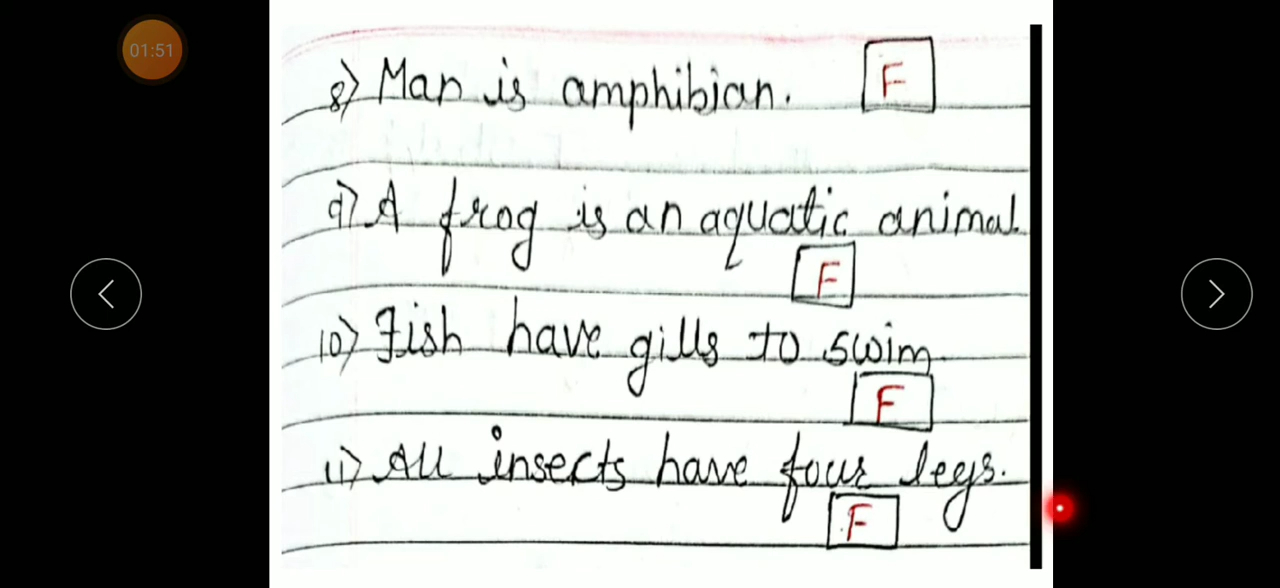 01:51
8) Man is amphibian. F
9) A frog is an aquatic animal.
F
10) Fish have gills to swim.
F
11) All insects have four legs.
F